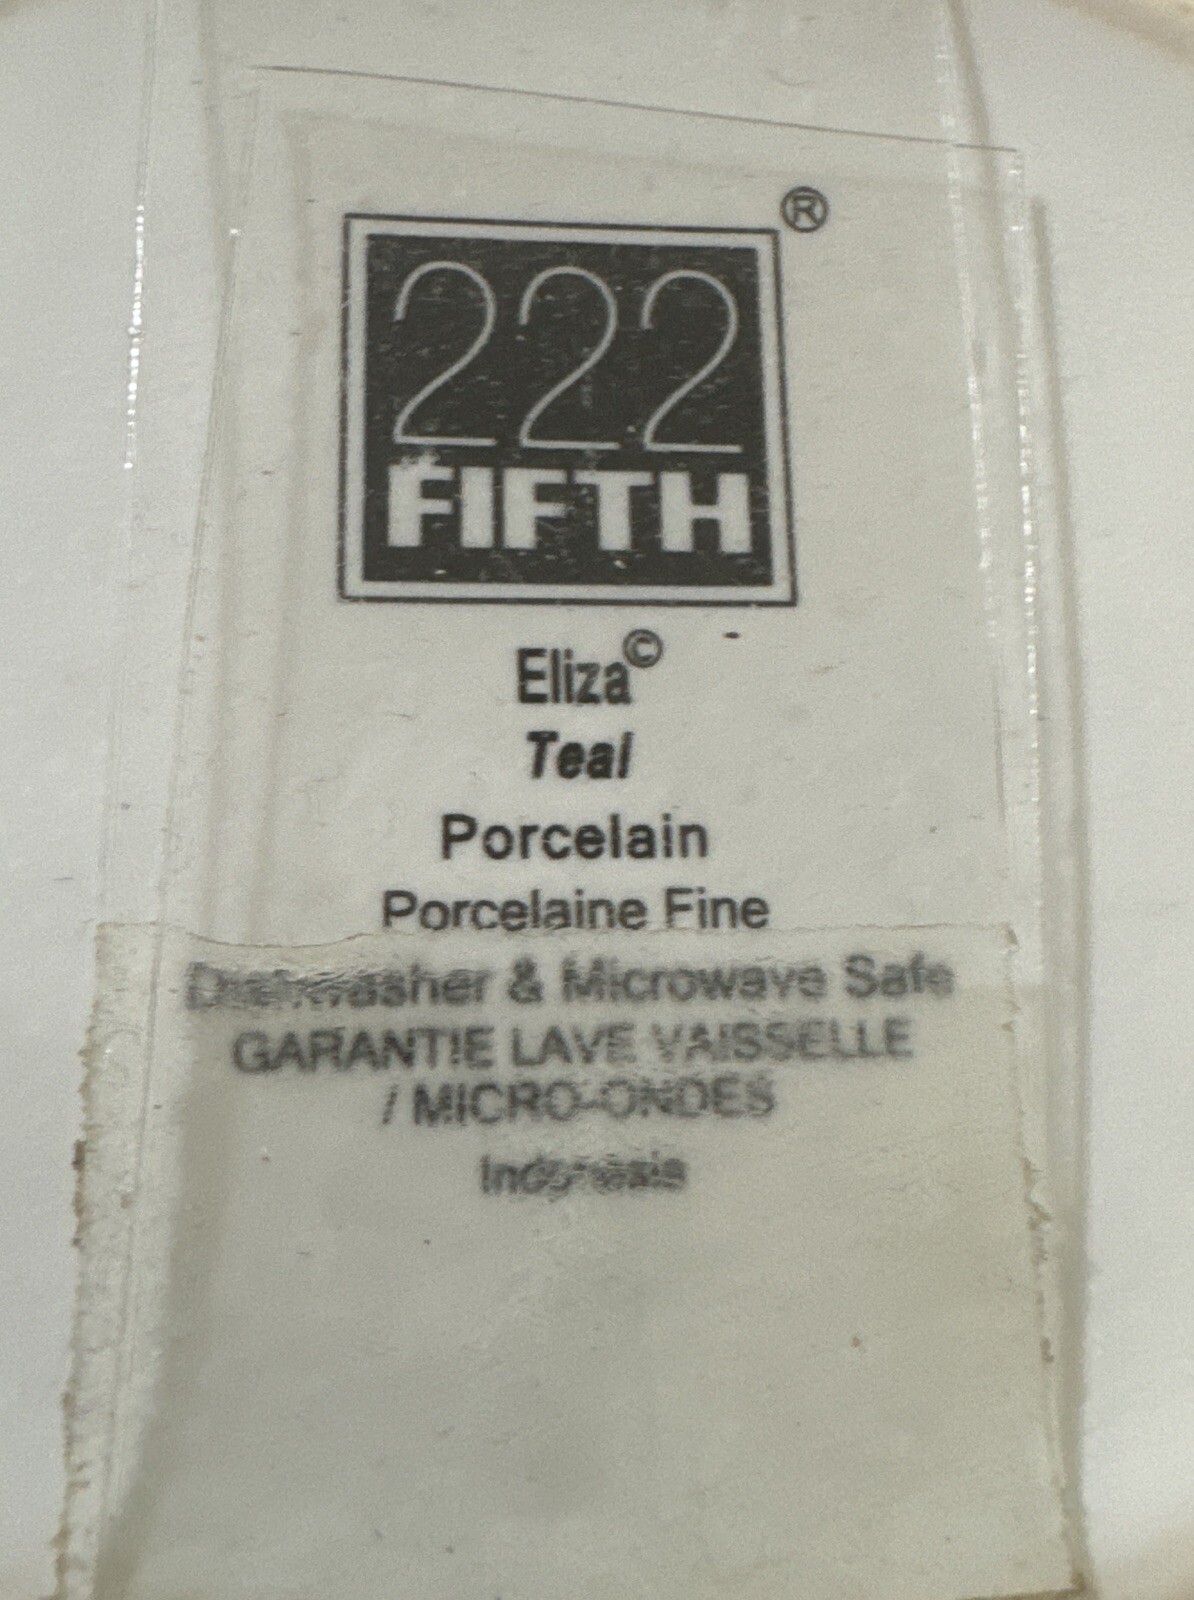 222
FIFTH ®
Eliza©
Teal
Porcelain
Porcelaine Fine
Dishwasher & Microwave Safe
GARANTIE LAVE VAISSELLE
/ MICRO-ONDES
Indonesia